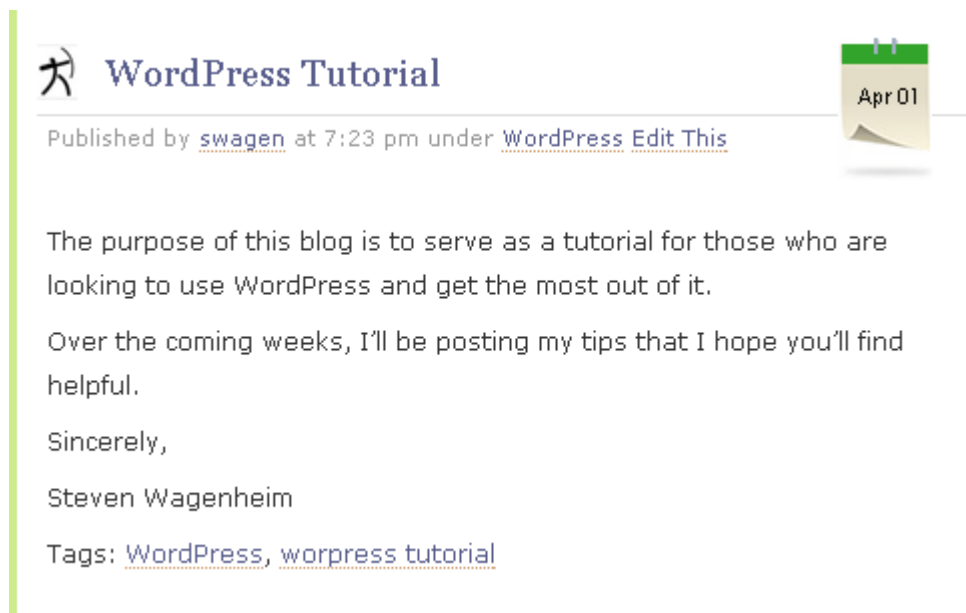 WordPress Tutorial
Apr 01
Published by swagen at 7:23 pm under WordPress Edit This
The purpose of this blog is to serve as a tutorial for those who are
looking to use WordPress and get the most out of it.
Over the coming weeks, I'll be posting my tips that I hope you'll find
helpful.
Sincerely,
Steven Wagenheim
Tags: WordPress, worpress tutorial